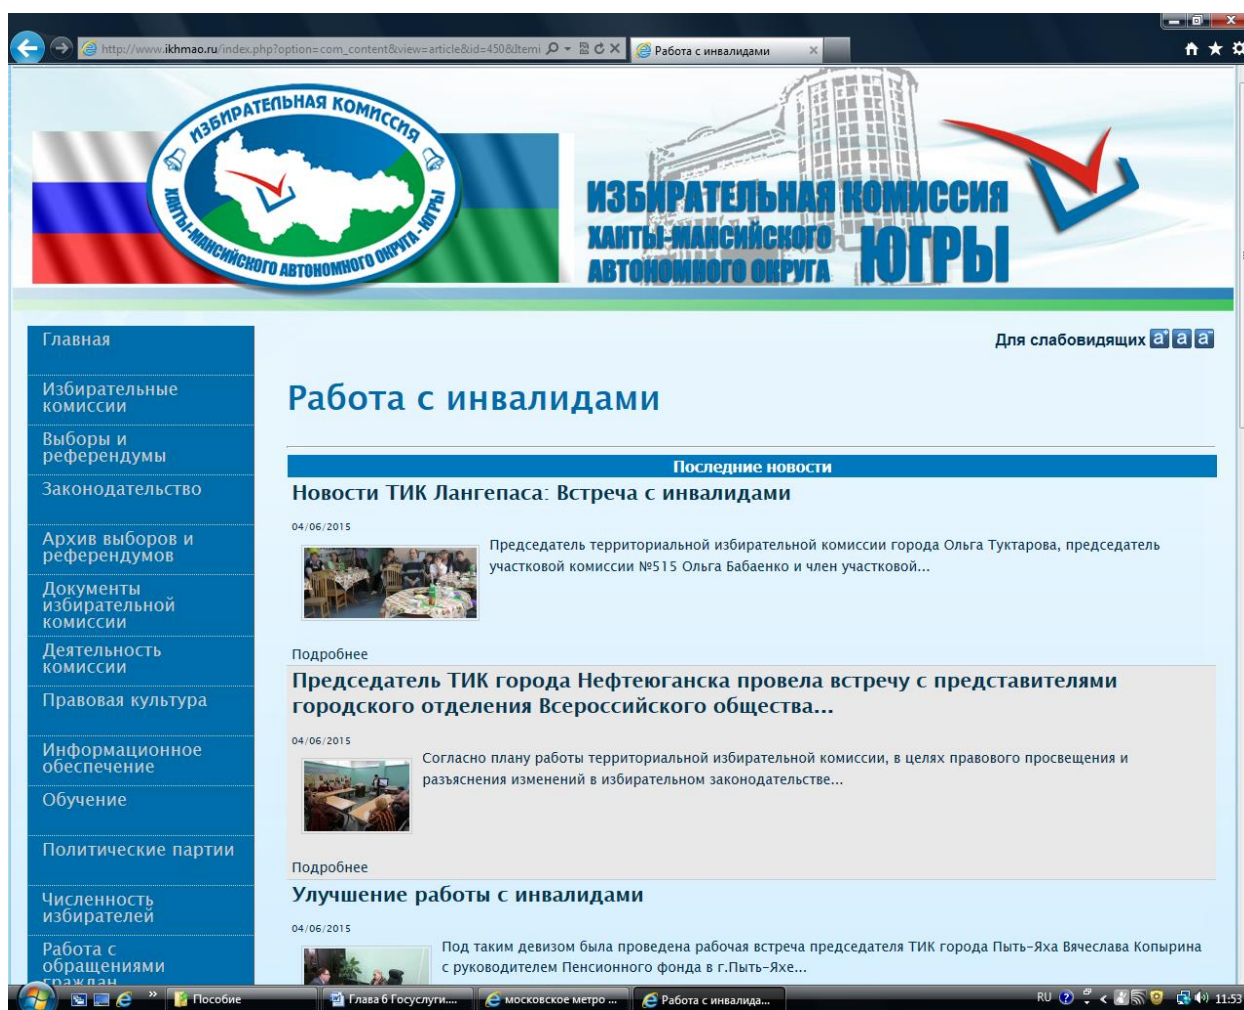 http://www.ikhmao.ru/index.php?option=com_content&view=article&id=450&Itemi
Работа с инвалидами
ИЗБИРАТЕЛЬНАЯ КОМИССИЯ
ХАНТЫ-МАНСИЙСКОГО АВТОНОМНОГО ОКРУГА - ЮГРЫ
ИЗБИРАТЕЛЬНАЯ КОМИССИЯ
ХАНТЫ-МАНСИЙСКОГО
АВТОНОМНОГО ОКРУГА ЮГРЫ
Для слабовидящих a+ a a-
Главная
Избирательные
комиссии
Выборы и
референдумы
Законодательство
Архив выборов и
референдумов
Документы
избирательной
комиссии
Деятельность
комиссии
Правовая культура
Информационное
обеспечение
Обучение
Политические партии
Численность
избирателей
Работа с
обращениями
граждан
Работа с инвалидами
Последние новости
Новости ТИК Лангепаса: Встреча с инвалидами
04/06/2015
Председатель территориальной избирательной комиссии города Ольга Туктарова, председатель
участковой комиссии №515 Ольга Бабаенко и член участковой...
Подробнее
Председатель ТИК города Нефтеюганска провела встречу с представителями
городского отделения Всероссийского общества...
04/06/2015
Согласно плану работы территориальной избирательной комиссии, в целях правового просвещения и
разъяснения изменений в избирательном законодательстве...
Подробнее
Улучшение работы с инвалидами
04/06/2015
Под таким девизом была проведена рабочая встреча председателя ТИК города Пыть-Яха Вячеслава Копырина
с руководителем Пенсионного фонда в г.Пыть-Яхе...
Пособие
Глава 6 Госуслуги....
московское метро ...
Работа с инвалида...
RU
11:53